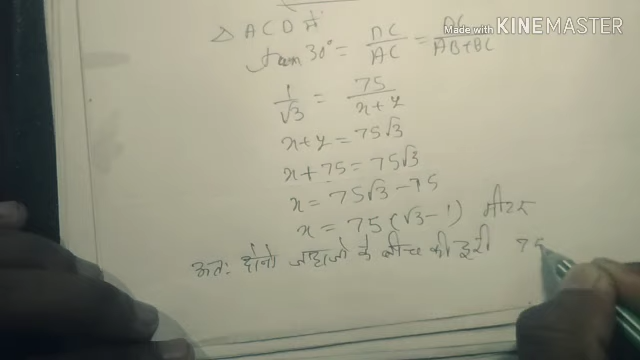 Made with KINEMASTER
△ ACD में
tan 30° = DC/AC = DC/AB+BC
1/√3 = 75/x+y
x+y = 75√3
x+75 = 75√3
x = 75√3-75
x = 75(√3-1) मीटर
अतः दोनो जहाजो के बीच की दूरी 75